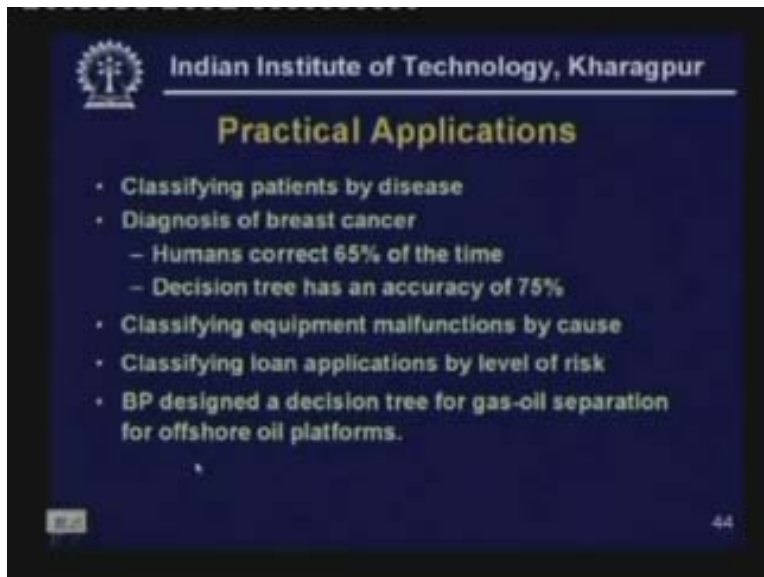 Indian Institute of Technology, Kharagpur
Practical Applications
• Classifying patients by disease
• Diagnosis of breast cancer
– Humans correct 65% of the time
– Decision tree has an accuracy of 75%
• Classifying equipment malfunctions by cause
• Classifying loan applications by level of risk
• BP designed a decision tree for gas-oil separation
for offshore oil platforms.
44